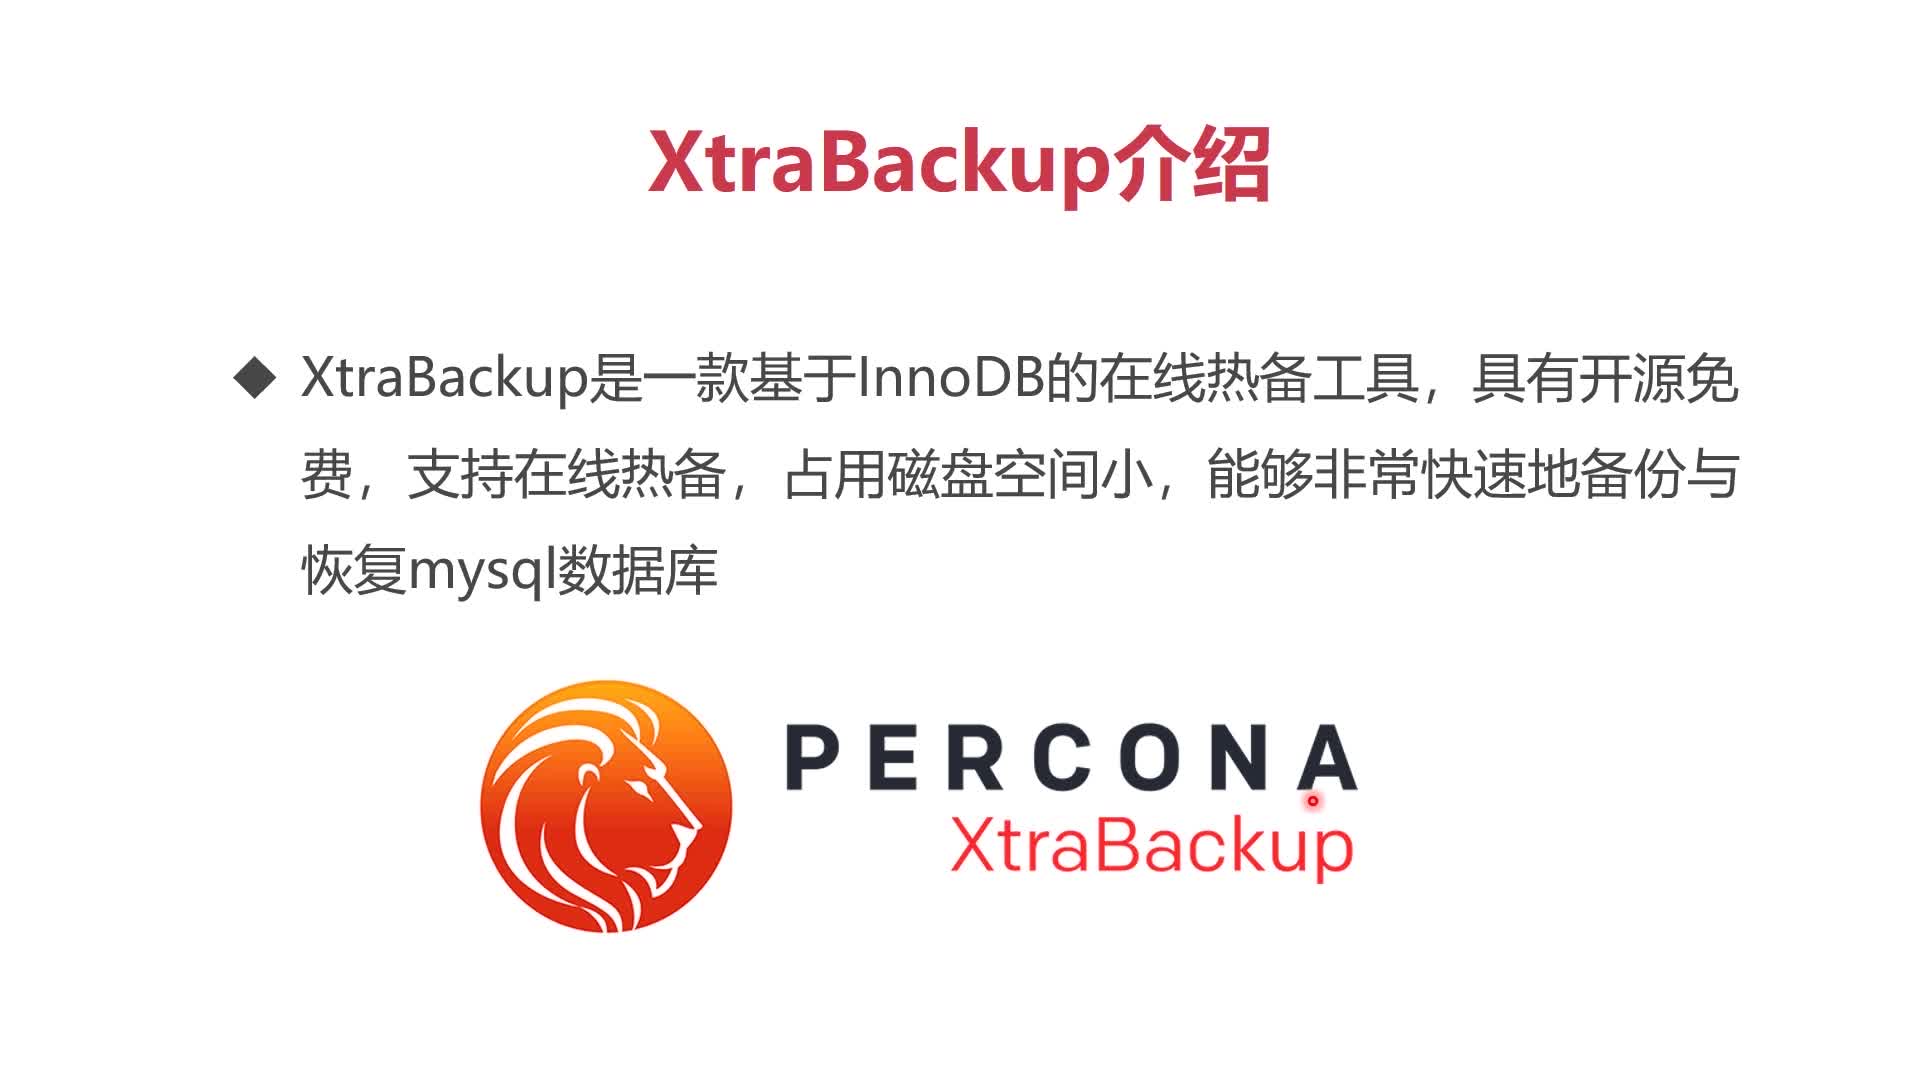 XtraBackup介绍
◆ XtraBackup是一款基于InnoDB的在线热备工具，具有开源免
费，支持在线热备，占用磁盘空间小，能够非常快速地备份与
恢复mysql数据库
PERCONA
XtraBackup